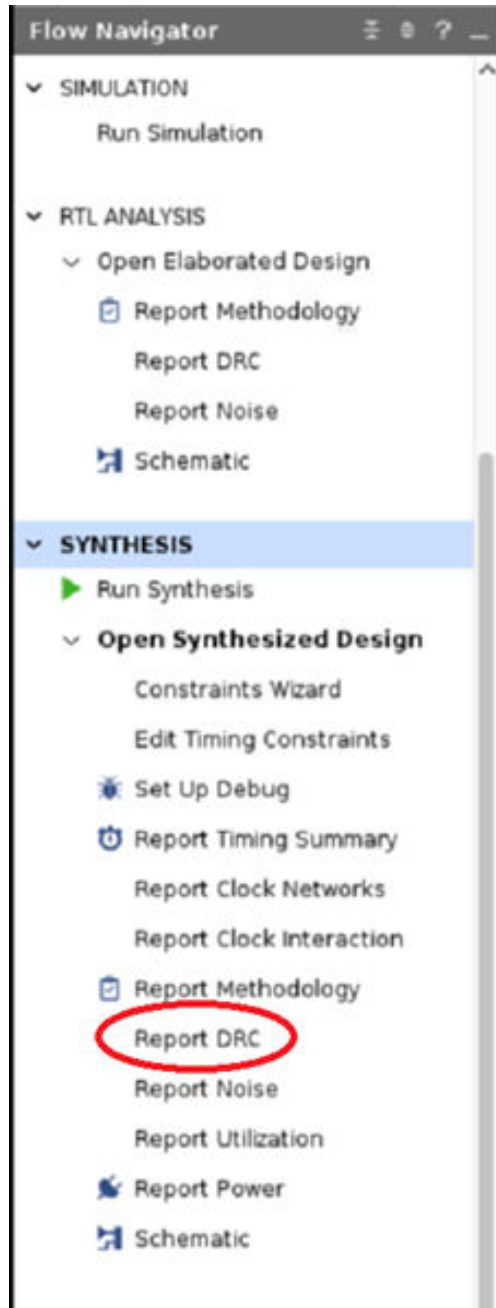 Flow Navigator ?
SIMULATION
Run Simulation
RTL ANALYSIS
Open Elaborated Design
Report Methodology
Report DRC
Report Noise
Schematic
SYNTHESIS
Run Synthesis
Open Synthesized Design
Constraints Wizard
Edit Timing Constraints
Set Up Debug
Report Timing Summary
Report Clock Networks
Report Clock Interaction
Report Methodology
Report DRC
Report Noise
Report Utilization
Report Power
Schematic